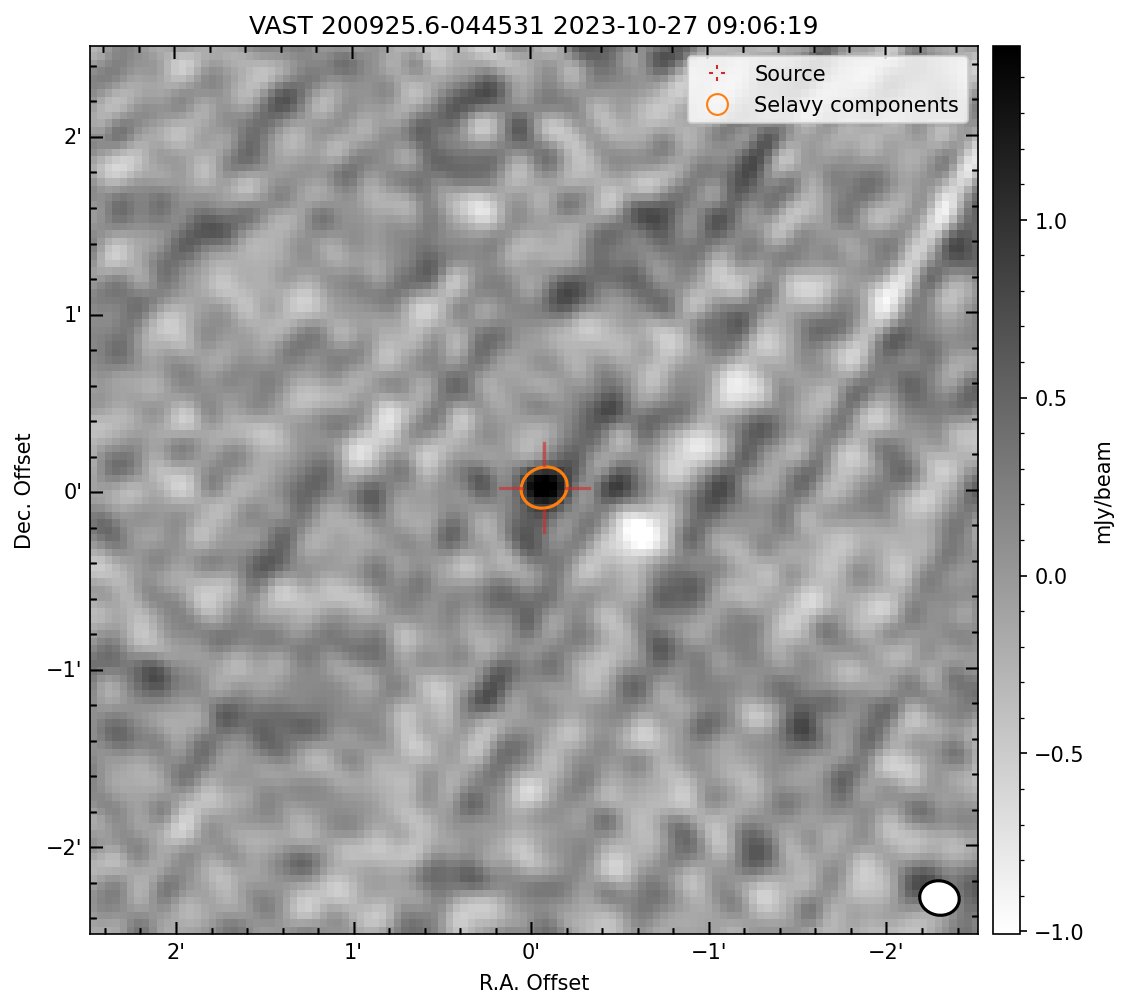 VAST 200925.6-044531 2023-10-27 09:06:19
Source
Selavy components
2'
1'
0'
−1'
−2'
Dec. Offset
2'
1'
0'
−1'
−2'
R.A. Offset
1.0
0.5
0.0
−0.5
−1.0
mJy/beam